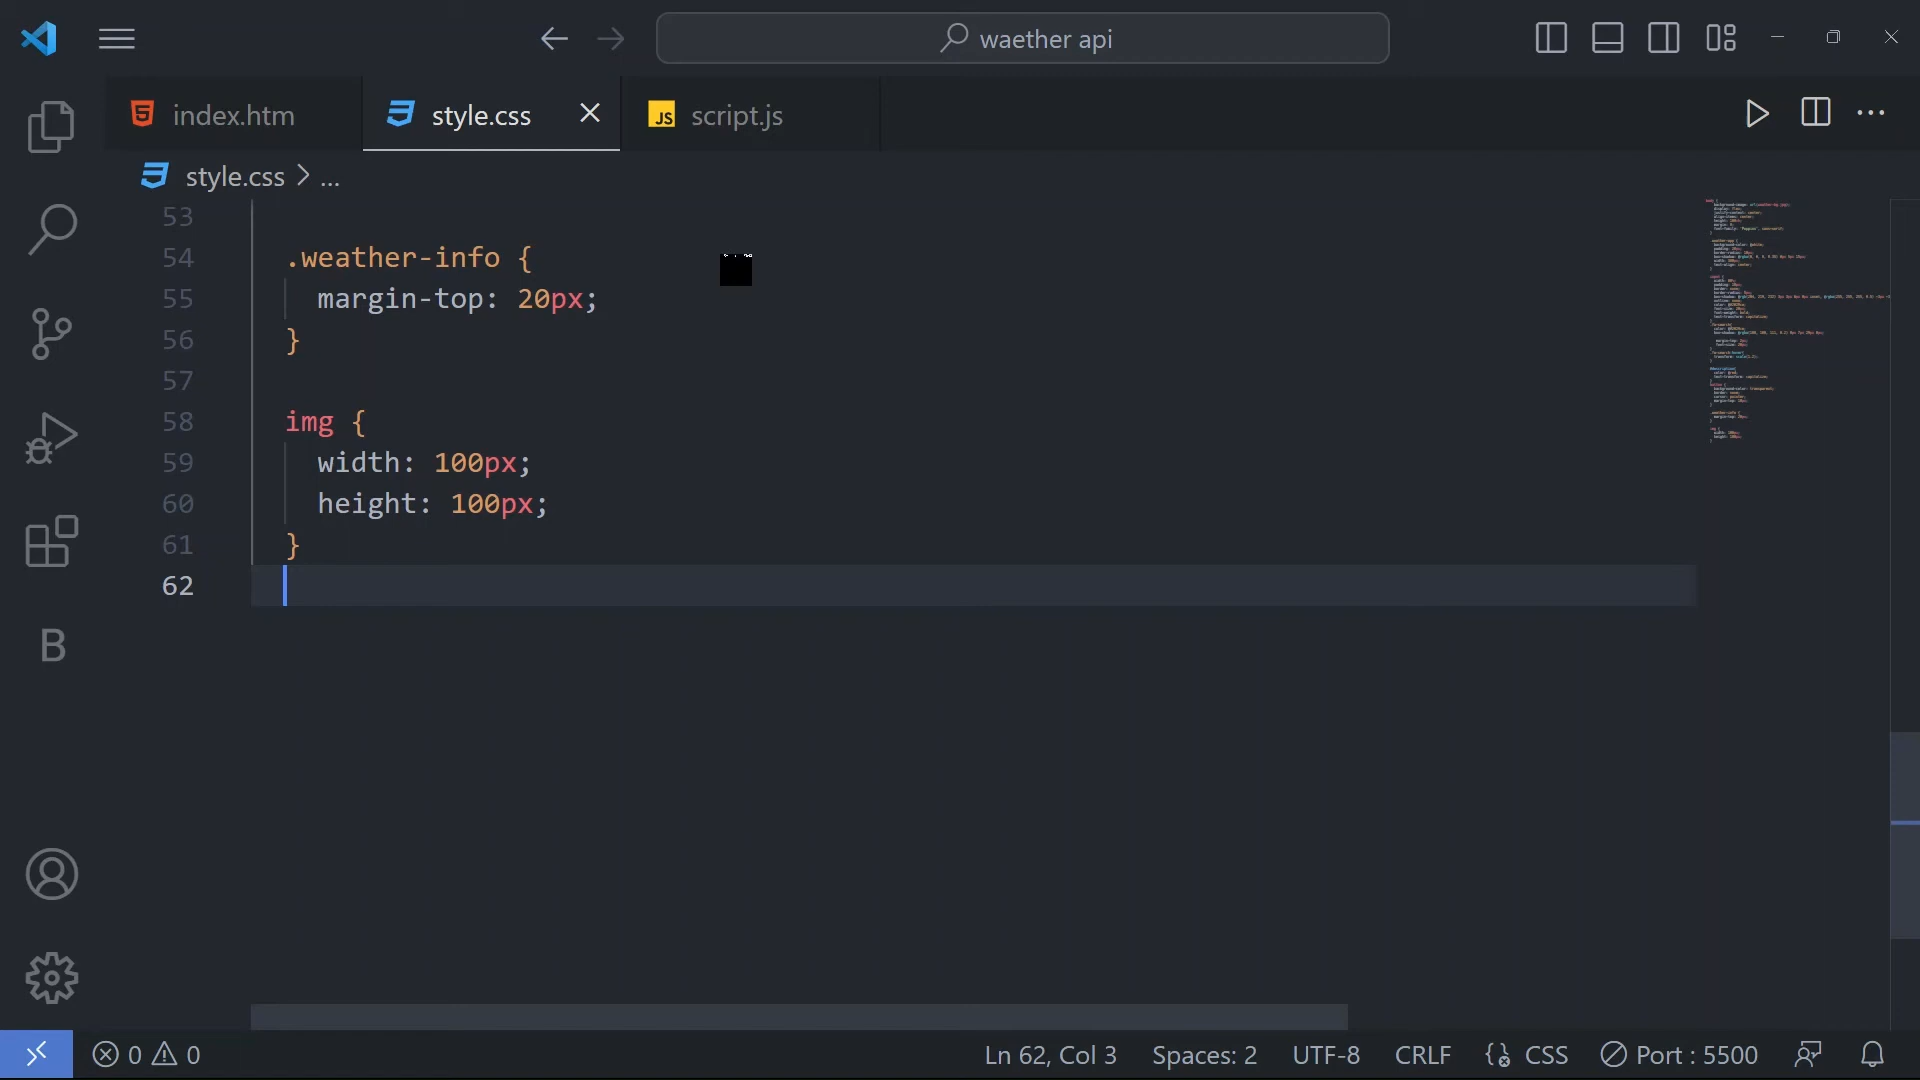 waether api
index.htm
style.css
JS script.js
style.css > ...
53
54 .weather-info {
55 margin-top: 20px;
56 }
57
58 img {
59 width: 100px;
60 height: 100px;
61 }
62
B
0 0 Ln 62, Col 3 Spaces: 2 UTF-8 CRLF CSS Port : 5500